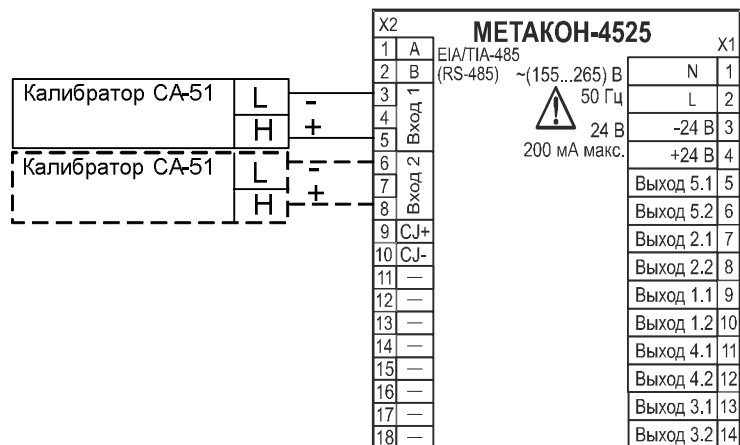 X2 МЕТАКОН-4525 X1
1 A EIA/TIA-485
2 B (RS-485) ~(155...265) В N 1
Калибратор СА-51 L - 3 Вход 1 50 Гц L 2
H + 4 24 В -24 В 3
5 200 мА макс. +24 В 4
Калибратор СА-51 L - 6 Вход 2 Выход 5.1 5
H + 7 Выход 5.2 6
8 Выход 2.1 7
9 CJ+ Выход 2.2 8
10 CJ-
11 — Выход 1.1 9
12 — Выход 1.2 10
13 —
14 — Выход 4.1 11
15 — Выход 4.2 12
16 —
17 — Выход 3.1 13
18 — Выход 3.2 14